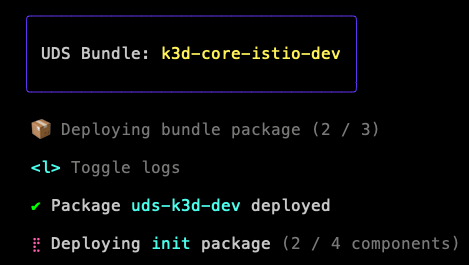 UDS Bundle: k3d-core-istio-dev
📦 Deploying bundle package (2 / 3)
<l> Toggle logs
✔ Package uds-k3d-dev deployed
⣟ Deploying init package (2 / 4 components)